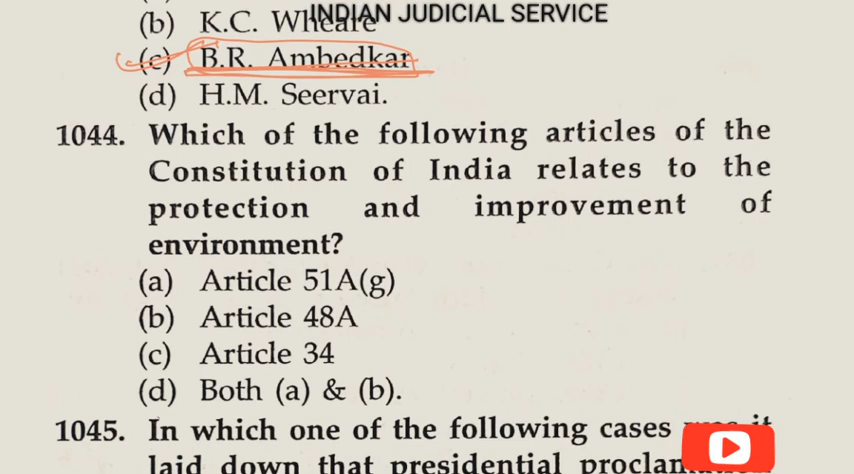 INDIAN JUDICIAL SERVICE
(b) K.C. Wheare
(c) B.R. Ambedkar
(d) H.M. Seervai.
1044. Which of the following articles of the
Constitution of India relates to the
protection and improvement of
environment?
(a) Article 51A(g)
(b) Article 48A
(c) Article 34
(d) Both (a) & (b).
1045. In which one of the following cases was it
laid down that presidential